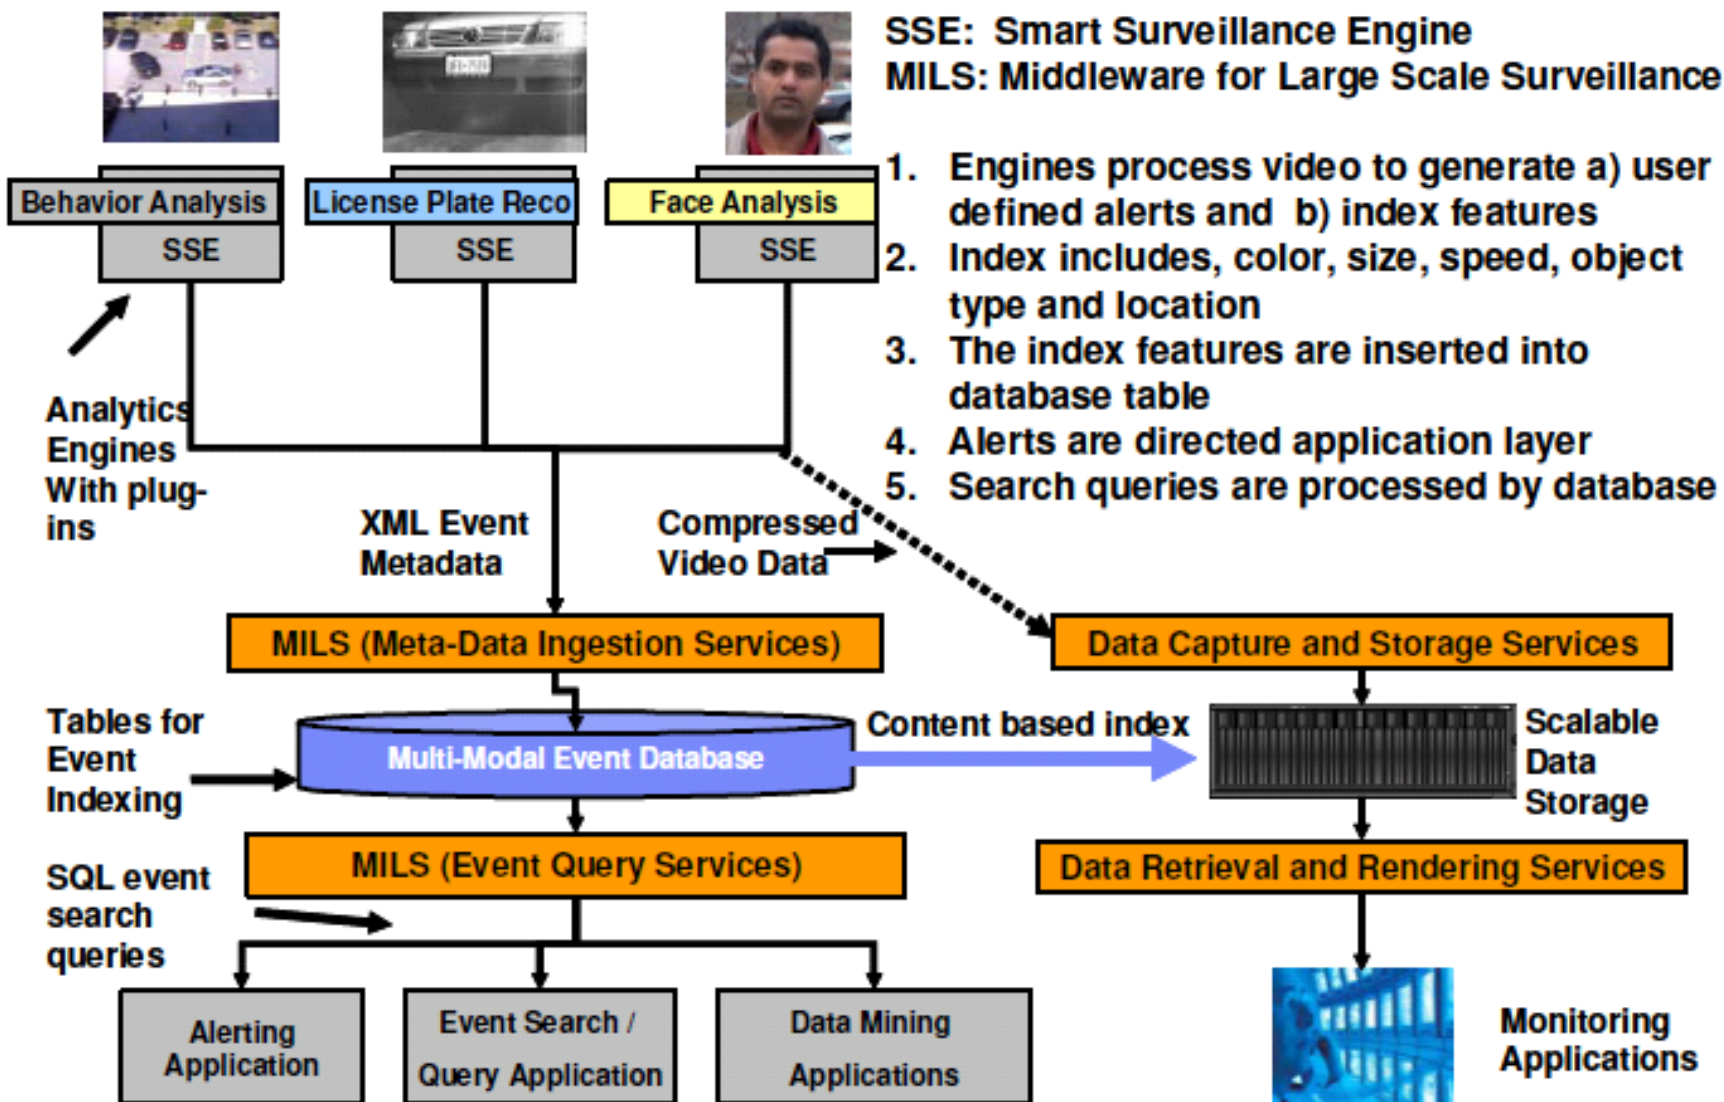 SSE: Smart Surveillance Engine
MILS: Middleware for Large Scale Surveillance
1. Engines process video to generate a) user
defined alerts and b) index features
2. Index includes, color, size, speed, object
type and location
3. The index features are inserted into
database table
4. Alerts are directed application layer
5. Search queries are processed by database
Behavior Analysis
SSE
License Plate Reco
SSE
Face Analysis
SSE
Analytics
Engines
With plug-
ins
XML Event
Metadata
Compressed
Video Data
MILS (Meta-Data Ingestion Services)
Data Capture and Storage Services
Tables for
Event
Indexing
Multi-Modal Event Database
Content based index
Scalable
Data
Storage
MILS (Event Query Services)
Data Retrieval and Rendering Services
SQL event
search
queries
Alerting
Application
Event Search /
Query Application
Data Mining
Applications
Monitoring
Applications